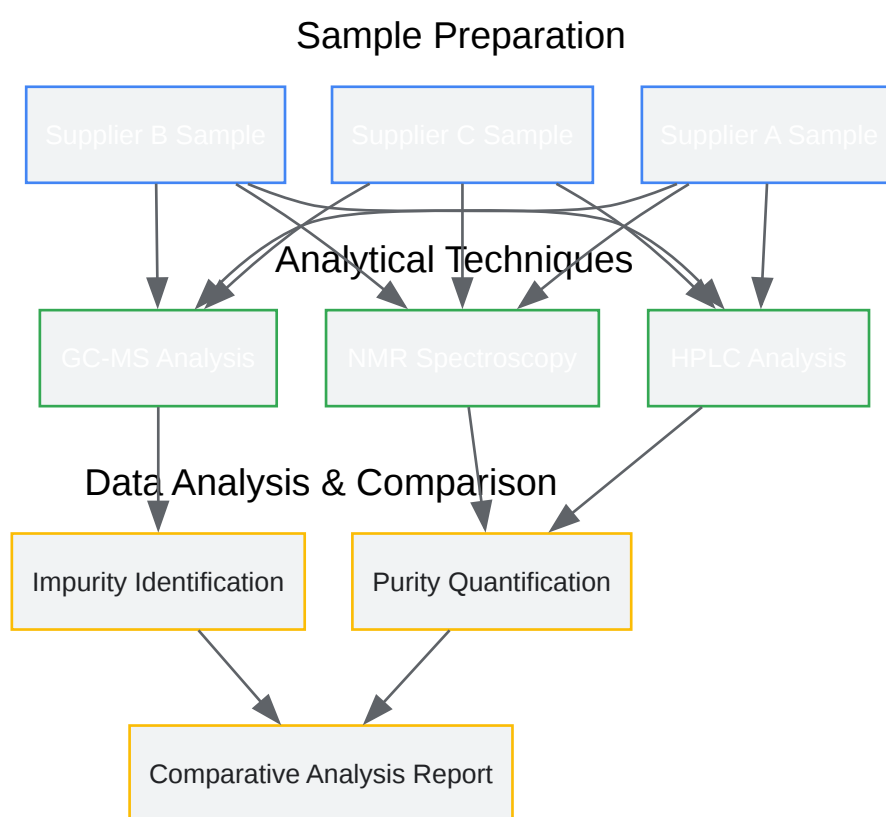 Sample Preparation
Supplier B Sample
Supplier C Sample
Supplier A Sample
Analytical Techniques
GC-MS Analysis
NMR Spectroscopy
HPLC Analysis
Data Analysis & Comparison
Impurity Identification
Purity Quantification
Comparative Analysis Report